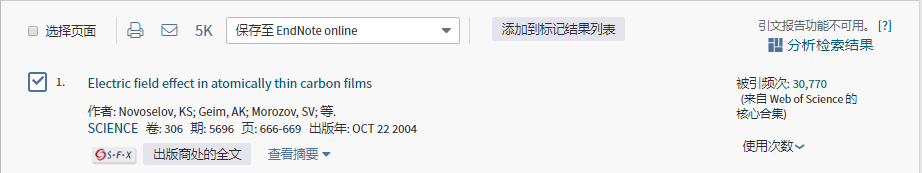 选择页面 5K 保存至 EndNote online 添加到标记结果列表 引文报告功能不可用。 [?]
分析检索结果
1. Electric field effect in atomically thin carbon films 被引频次: 30,770
(来自 Web of Science 的
核心合集)
作者: Novoselov, KS; Geim, AK; Morozov, SV; 等.
SCIENCE 卷: 306 期: 5696 页: 666-669 出版年: OCT 22 2004
S·F·X 出版商处的全文 查看摘要 使用次数